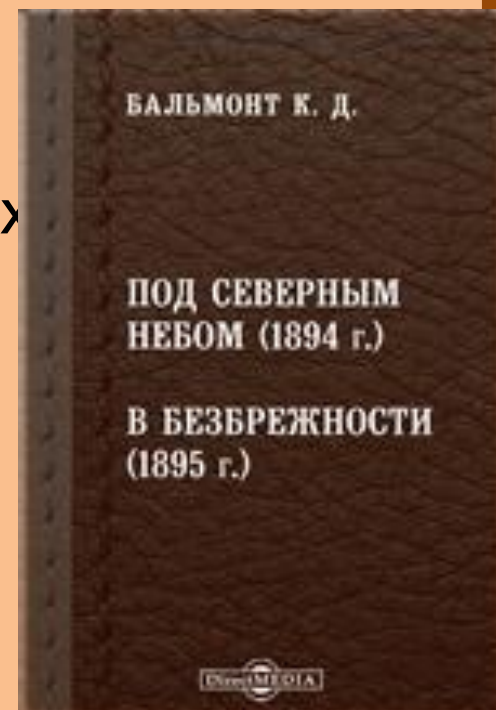 БАЛЬМОНТ К. Д.
Х
ПОД СЕВЕРНЫМ
НЕБОМ (1894 г.)
В БЕЗБРЕЖНОСТИ
(1895 г.)
DirectMEDIA